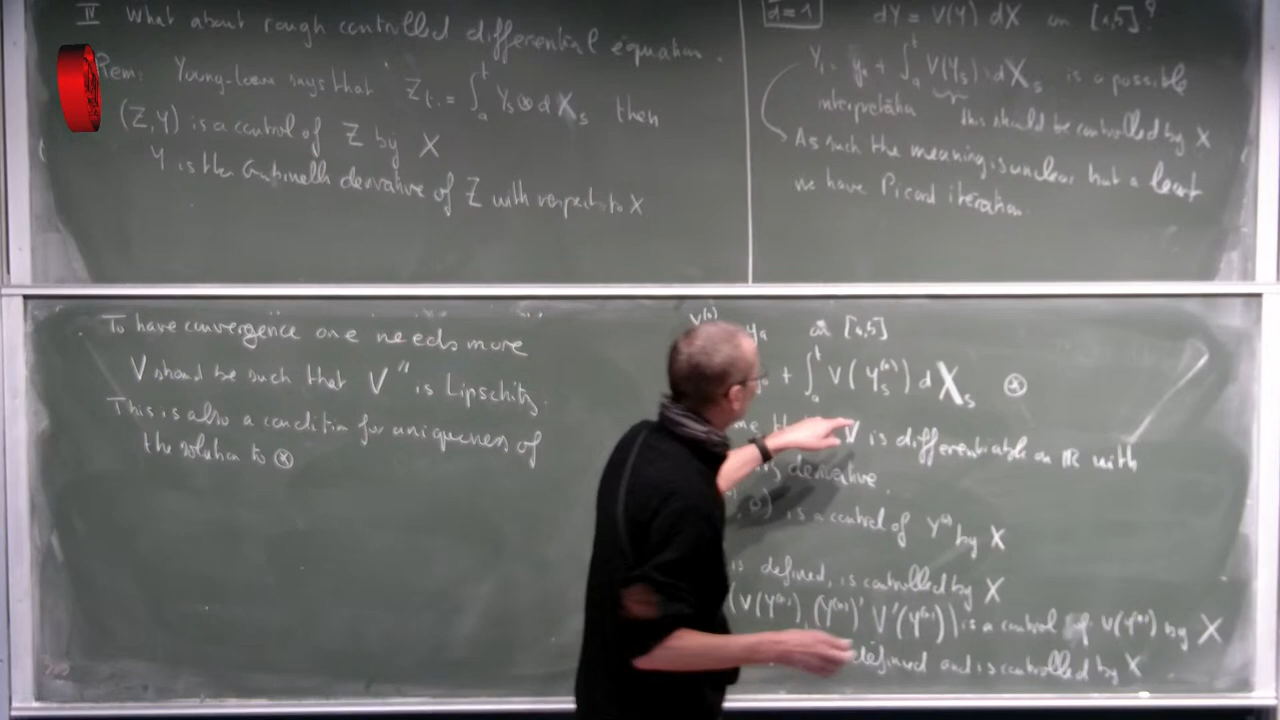 II What about rough controlled differential equation.
Rem: Young-Loew says that Z_t = ∫_a^t Y_s ⊗ dX_s then
(Z,Y) is a control of Z by X
Y is the Gubinelli derivative of Z with respect to X
d=1 dY = V(Y) dX on [a,b]?
Y_t = y_a + ∫_a^t V(Y_s) dX_s is a possible
interpretation this should be controlled by X
As such the meaning is unclear but at least
we have Picard iteration
To have convergence one needs more
V should be such that V'' is Lipschitz.
This is also a condition for uniqueness of
the solution to ⊛
y_a on [a,b]
+ ∫_a^t V(Y_s^{(n)}) dX_s ⊛
V is differentiable on ℝ with
derivative.
0) is a control of Y^{(0)} by X
is defined, is controlled by X
(V(Y^{(n)}), (Y^{(n)})' V'(Y^{(n)})) is a control of V(Y^{(n)}) by X
defined and is controlled by X